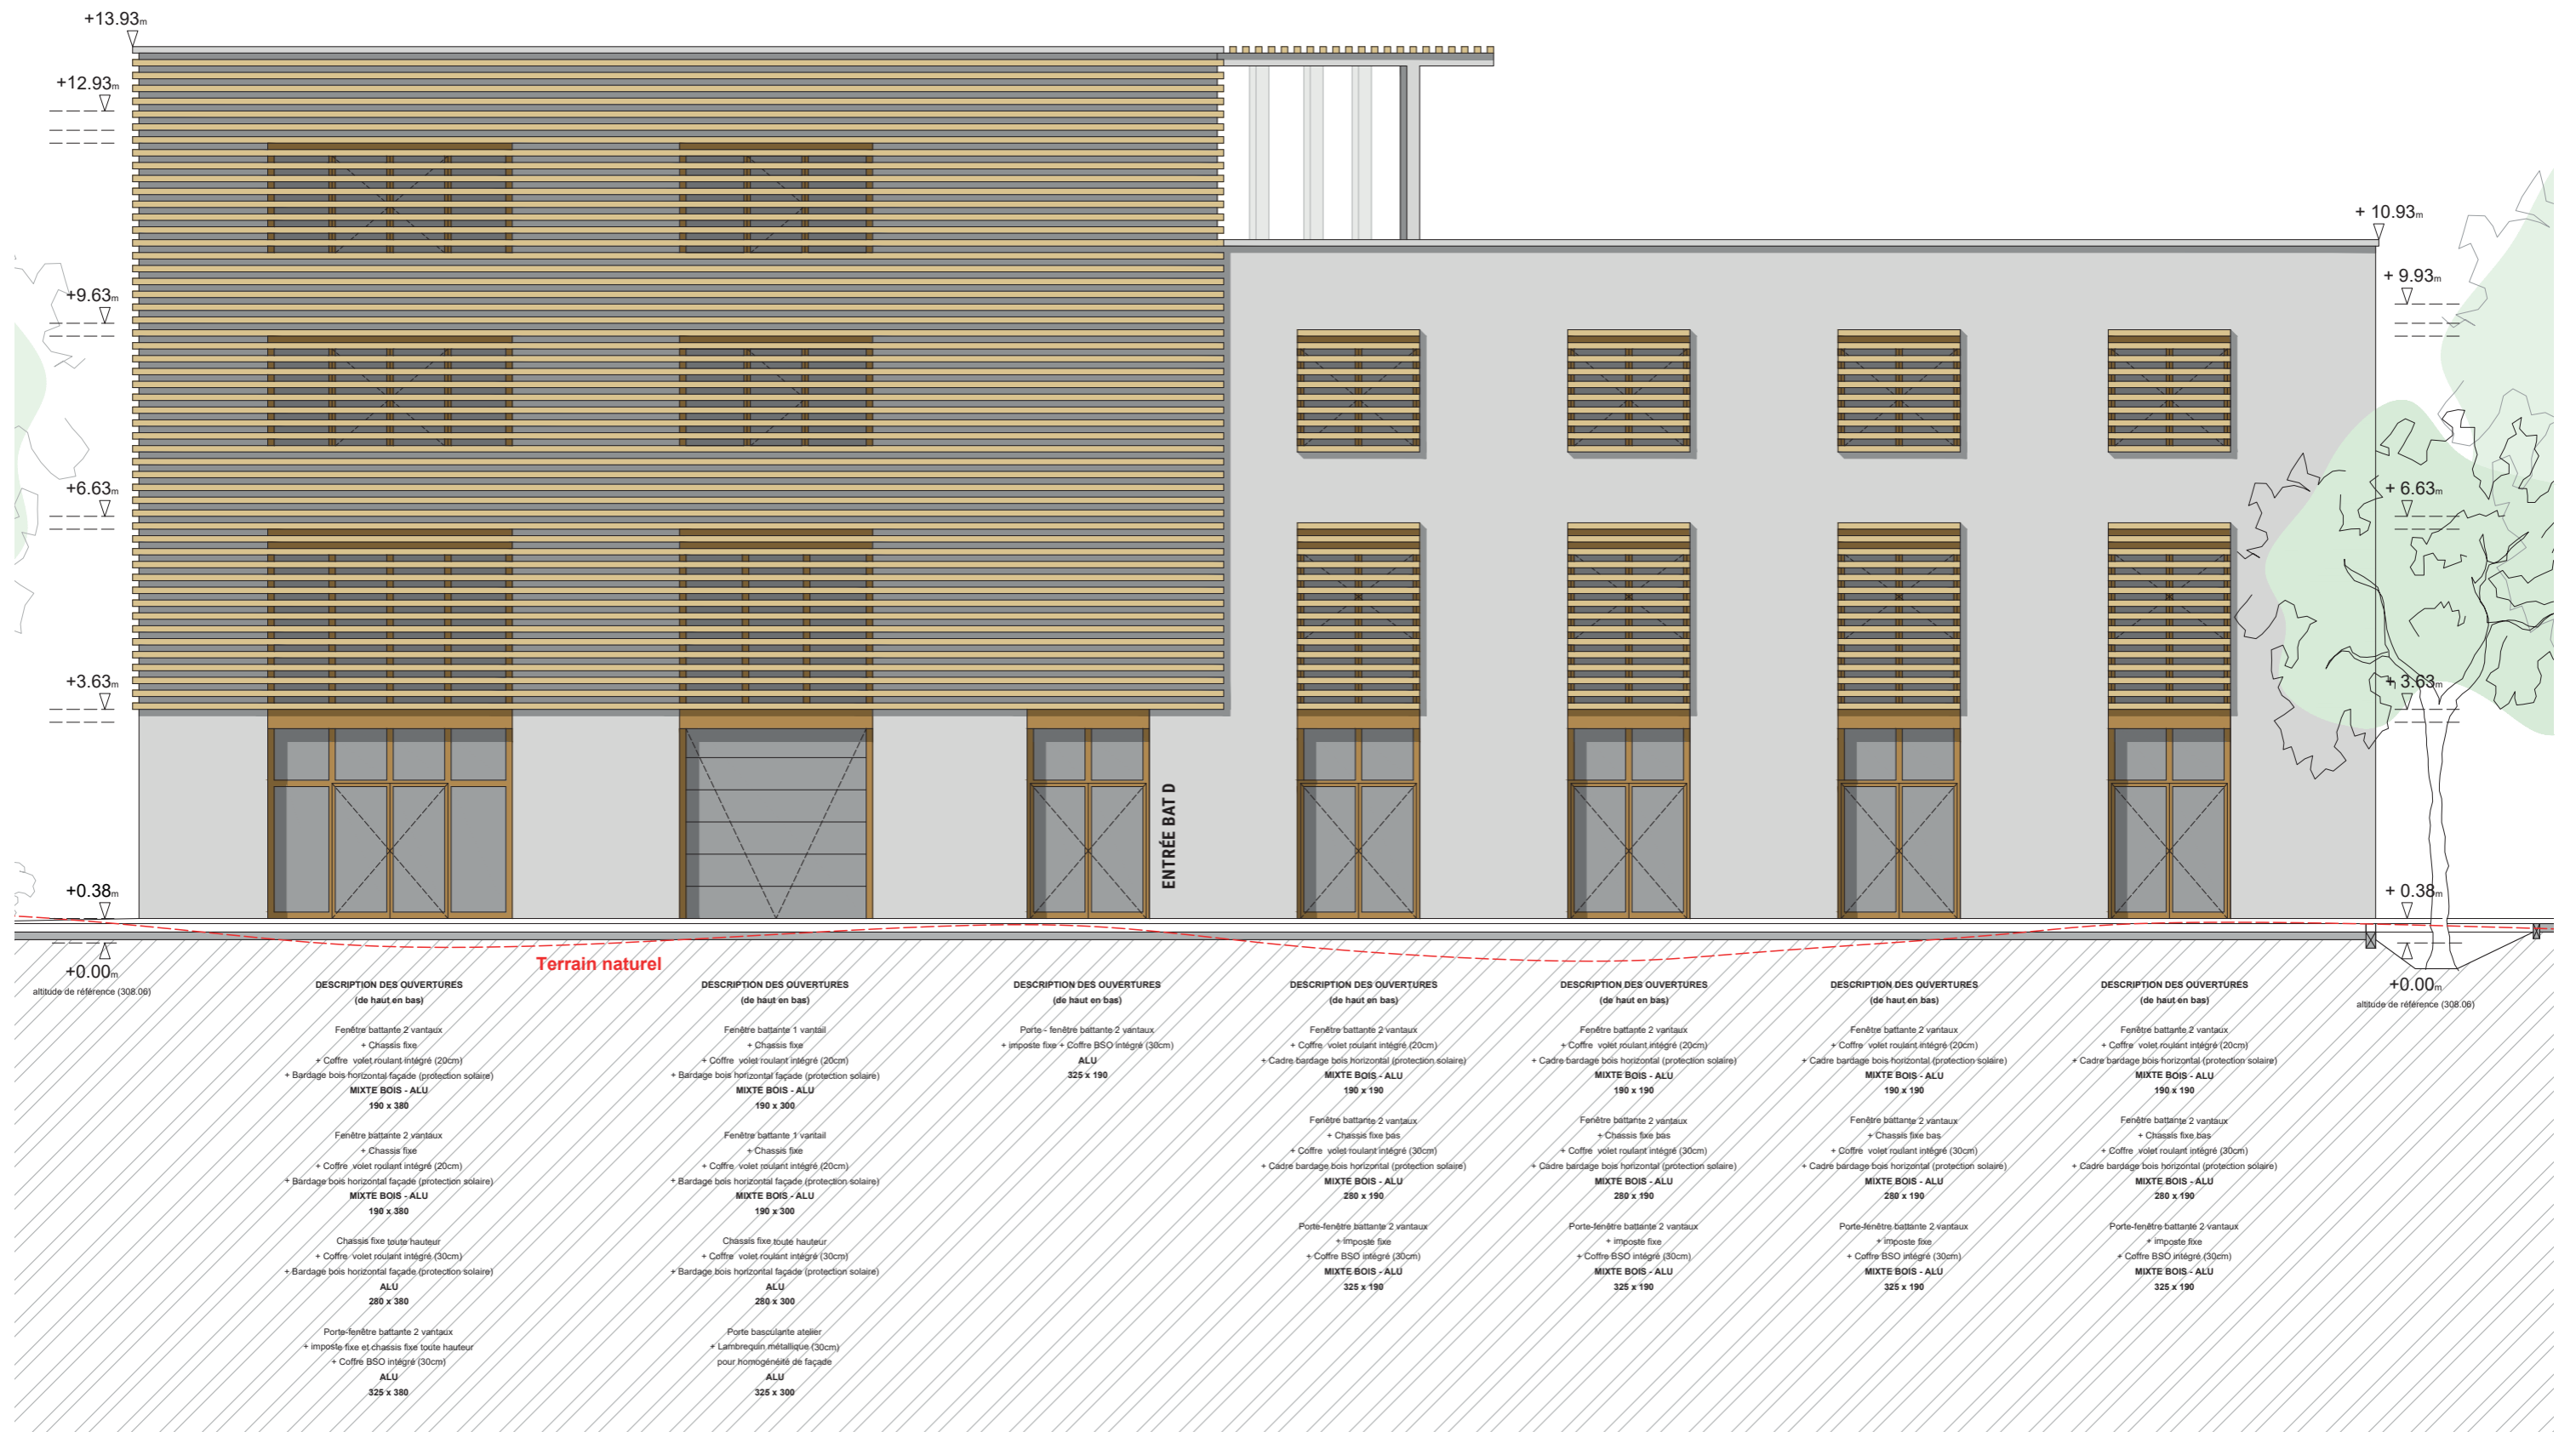 +13.93m
+12.93m
+9.63m
+6.63m
+3.63m
+0.38m
+0.00m
altitude de référence (308.06)
+ 10.93m
+ 9.93m
+ 6.63m
+ 3.63m
+ 0.38m
+0.00m
altitude de référence (308.06)
ENTRÉE BAT D
Terrain naturel
DESCRIPTION DES OUVERTURES
(de haut en bas)
Fenêtre battante 2 vantaux
+ Chassis fixe
+ Coffre volet roulant intégré (20cm)
+ Bardage bois horizontal façade (protection solaire)
MIXTE BOIS - ALU
190 x 380
Fenêtre battante 2 vantaux
+ Chassis fixe
+ Coffre volet roulant intégré (20cm)
+ Bardage bois horizontal façade (protection solaire)
MIXTE BOIS - ALU
190 x 380
Chassis fixe toute hauteur
+ Coffre volet roulant intégré (30cm)
+ Bardage bois horizontal façade (protection solaire)
ALU
280 x 380
Porte-fenêtre battante 2 vantaux
+ imposte fixe et chassis fixe toute hauteur
+ Coffre BSO intégré (30cm)
ALU
325 x 380
DESCRIPTION DES OUVERTURES
(de haut en bas)
Fenêtre battante 1 vantail
+ Chassis fixe
+ Coffre volet roulant intégré (20cm)
+ Bardage bois horizontal façade (protection solaire)
MIXTE BOIS - ALU
190 x 300
Fenêtre battante 1 vantail
+ Chassis fixe
+ Coffre volet roulant intégré (20cm)
+ Bardage bois horizontal façade (protection solaire)
MIXTE BOIS - ALU
190 x 300
Chassis fixe toute hauteur
+ Coffre volet roulant intégré (30cm)
+ Bardage bois horizontal façade (protection solaire)
ALU
280 x 300
Porte basculante atelier
+ Lambrequin métallique (30cm)
pour homogénéité de façade
ALU
325 x 300
DESCRIPTION DES OUVERTURES
(de haut en bas)
Porte - fenêtre battante 2 vantaux
+ imposte fixe + Coffre BSO intégré (30cm)
ALU
325 x 190
DESCRIPTION DES OUVERTURES
(de haut en bas)
Fenêtre battante 2 vantaux
+ Coffre volet roulant intégré (20cm)
+ Cadre bardage bois horizontal (protection solaire)
MIXTE BOIS - ALU
190 x 190
Fenêtre battante 2 vantaux
+ Chassis fixe bas
+ Coffre volet roulant intégré (30cm)
+ Cadre bardage bois horizontal (protection solaire)
MIXTE BOIS - ALU
280 x 190
Porte-fenêtre battante 2 vantaux
+ imposte fixe
+ Coffre BSO intégré (30cm)
MIXTE BOIS - ALU
325 x 190
DESCRIPTION DES OUVERTURES
(de haut en bas)
Fenêtre battante 2 vantaux
+ Coffre volet roulant intégré (20cm)
+ Cadre bardage bois horizontal (protection solaire)
MIXTE BOIS - ALU
190 x 190
Fenêtre battante 2 vantaux
+ Chassis fixe bas
+ Coffre volet roulant intégré (30cm)
+ Cadre bardage bois horizontal (protection solaire)
MIXTE BOIS - ALU
280 x 190
Porte-fenêtre battante 2 vantaux
+ imposte fixe
+ Coffre BSO intégré (30cm)
MIXTE BOIS - ALU
325 x 190
DESCRIPTION DES OUVERTURES
(de haut en bas)
Fenêtre battante 2 vantaux
+ Coffre volet roulant intégré (20cm)
+ Cadre bardage bois horizontal (protection solaire)
MIXTE BOIS - ALU
190 x 190
Fenêtre battante 2 vantaux
+ Chassis fixe bas
+ Coffre volet roulant intégré (30cm)
+ Cadre bardage bois horizontal (protection solaire)
MIXTE BOIS - ALU
280 x 190
Porte-fenêtre battante 2 vantaux
+ imposte fixe
+ Coffre BSO intégré (30cm)
MIXTE BOIS - ALU
325 x 190
DESCRIPTION DES OUVERTURES
(de haut en bas)
Fenêtre battante 2 vantaux
+ Coffre volet roulant intégré (20cm)
+ Cadre bardage bois horizontal (protection solaire)
MIXTE BOIS - ALU
190 x 190
Fenêtre battante 2 vantaux
+ Chassis fixe bas
+ Coffre volet roulant intégré (30cm)
+ Cadre bardage bois horizontal (protection solaire)
MIXTE BOIS - ALU
280 x 190
Porte-fenêtre battante 2 vantaux
+ imposte fixe
+ Coffre BSO intégré (30cm)
MIXTE BOIS - ALU
325 x 190